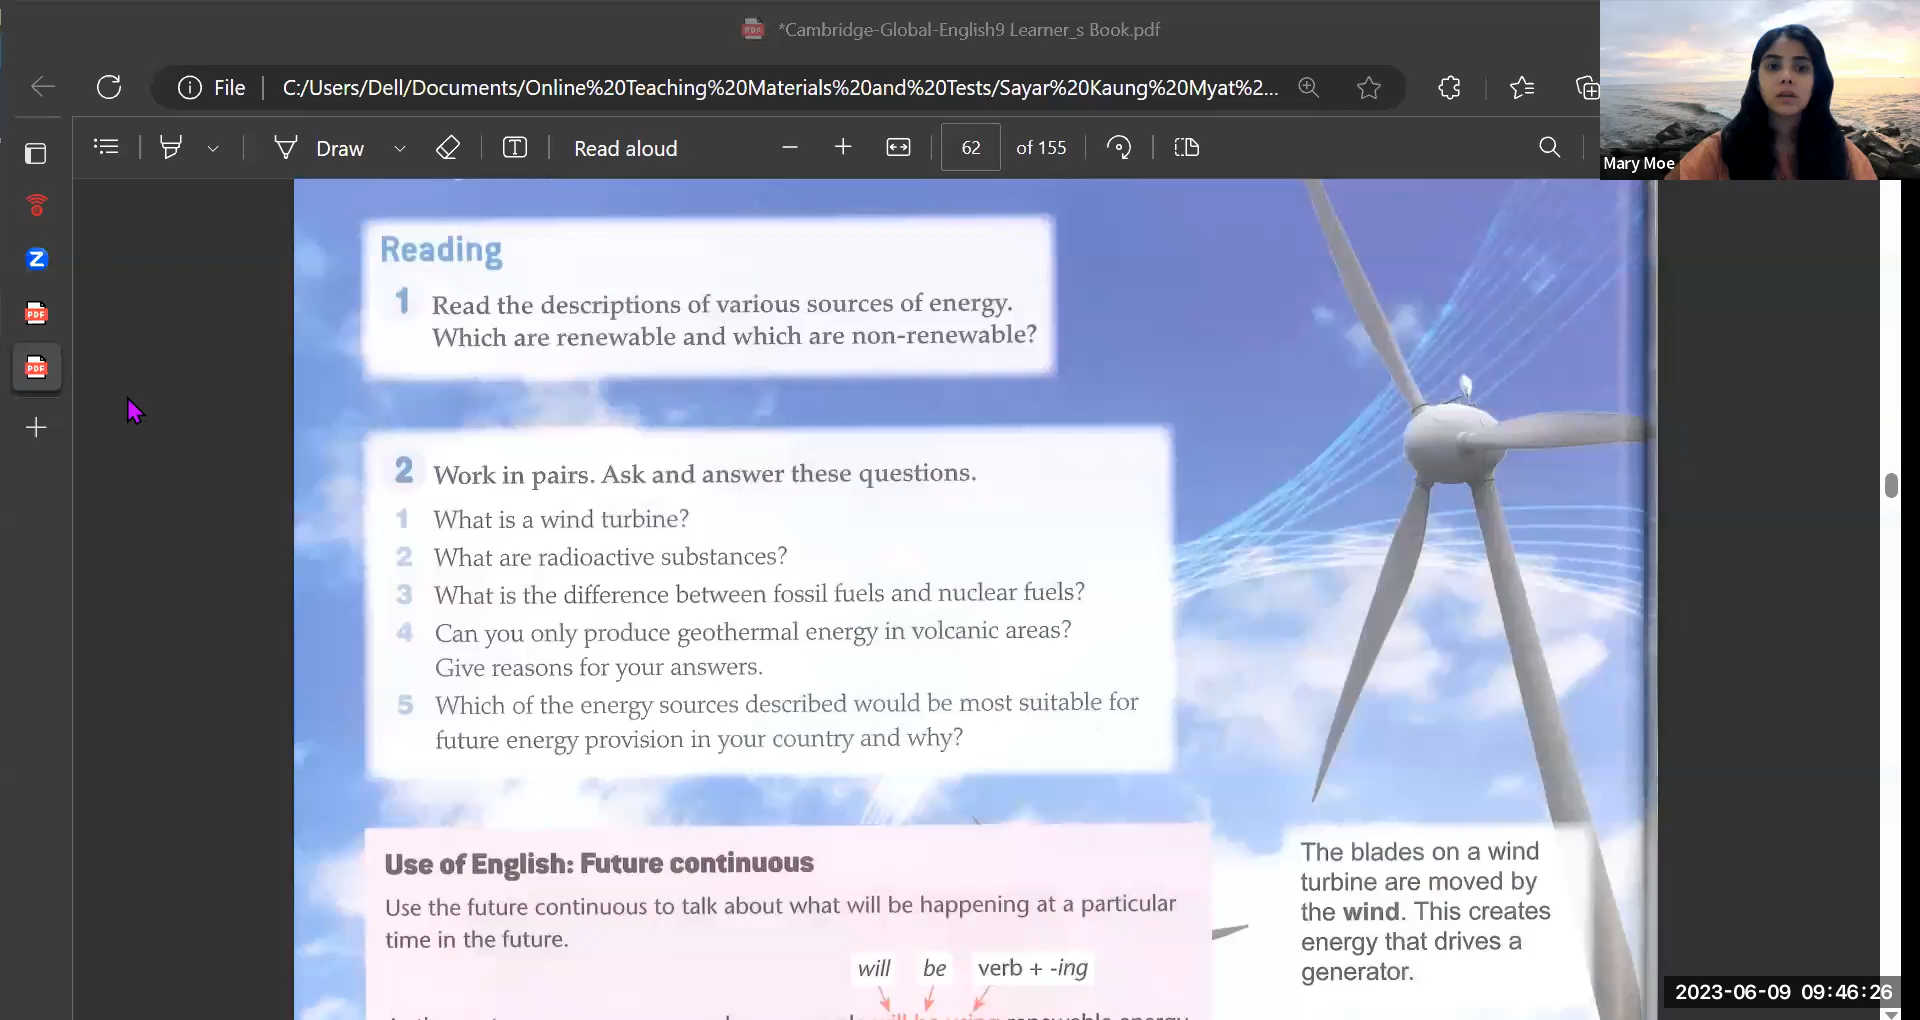 *Cambridge-Global-English9 Learner_s Book.pdf
File
C:/Users/Dell/Documents/Online%20Teaching%20Materials%20and%20Tests/Sayar%20Kaung%20Myat%2...
Draw
Read aloud
62
of 155
Mary Moe
Reading
1 Read the descriptions of various sources of energy.
Which are renewable and which are non-renewable?
2 Work in pairs. Ask and answer these questions.
1 What is a wind turbine?
2 What are radioactive substances?
3 What is the difference between fossil fuels and nuclear fuels?
4 Can you only produce geothermal energy in volcanic areas?
Give reasons for your answers.
5 Which of the energy sources described would be most suitable for
future energy provision in your country and why?
Use of English: Future continuous
Use the future continuous to talk about what will be happening at a particular
time in the future.
will be verb + -ing
will be using renewable energy
The blades on a wind
turbine are moved by
the wind. This creates
energy that drives a
generator.
2023-06-09 09:46:26
Z
PDF
PDF